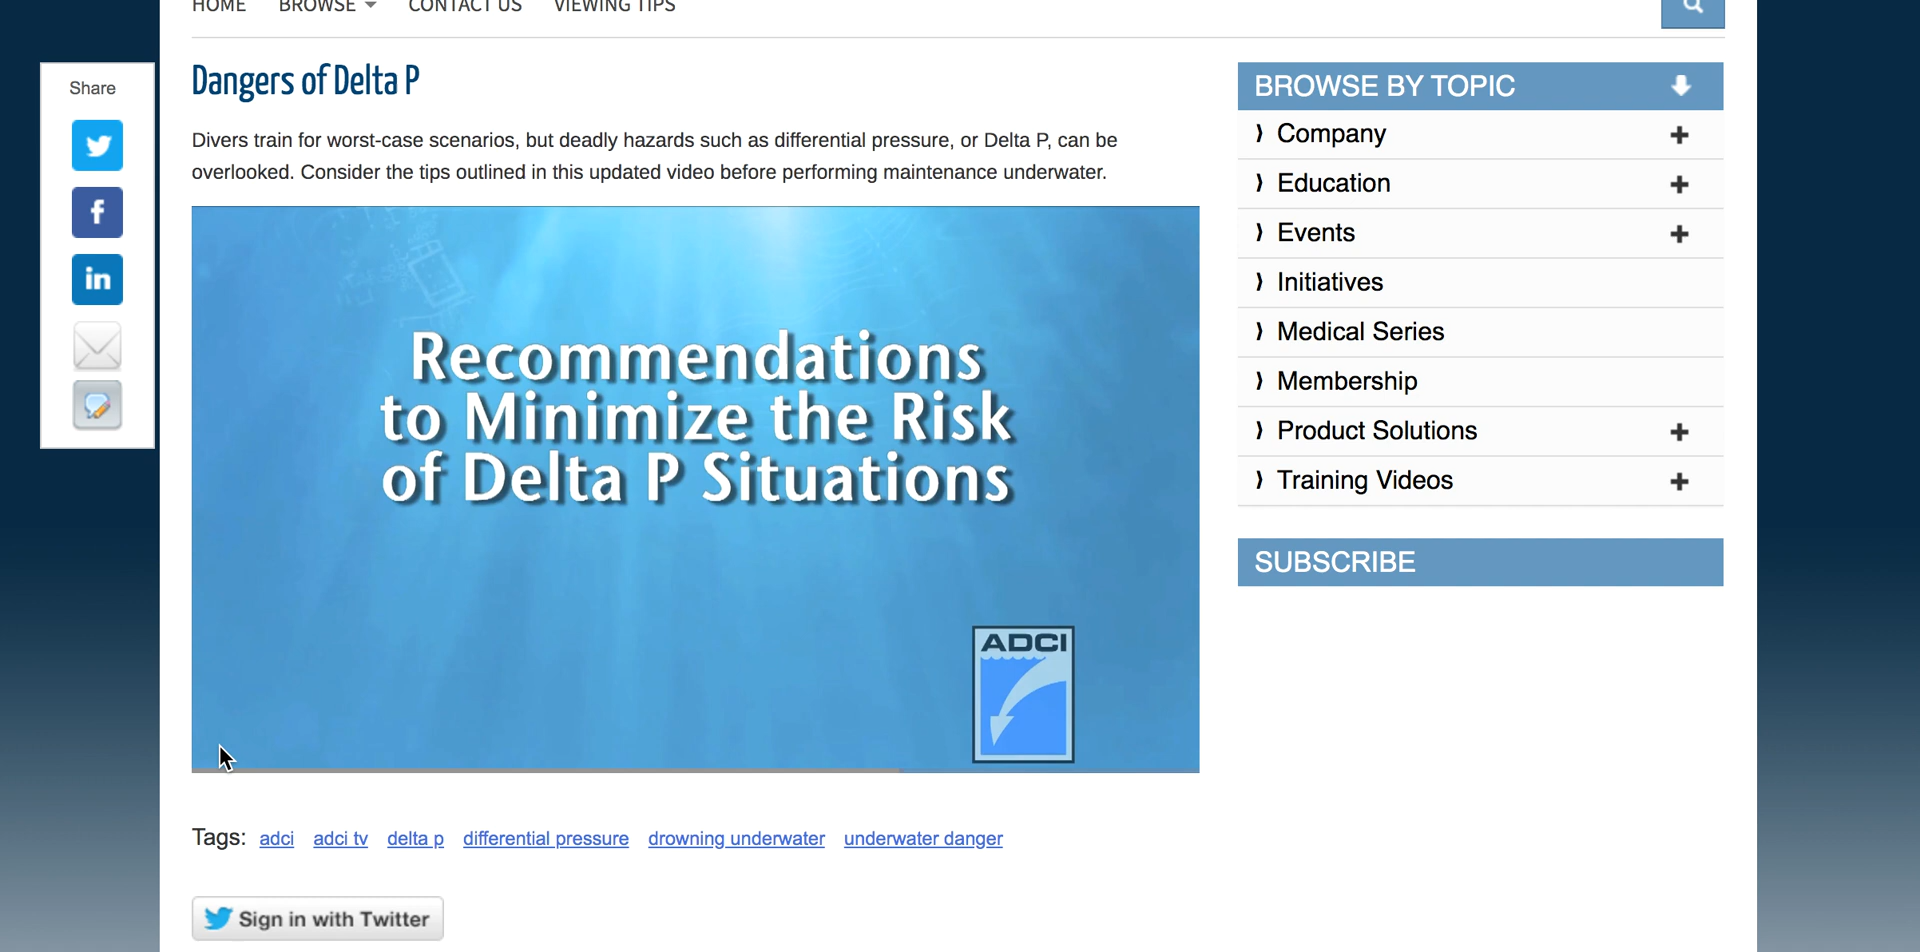 HOME BROWSE CONTACT US VIEWING TIPS
Share
Dangers of Delta P
Divers train for worst-case scenarios, but deadly hazards such as differential pressure, or Delta P, can be
overlooked. Consider the tips outlined in this updated video before performing maintenance underwater.
Recommendations
to Minimize the Risk
of Delta P Situations
ADCI
Tags: adci adci tv delta p differential pressure drowning underwater underwater danger
Sign in with Twitter
BROWSE BY TOPIC
Company
Education
Events
Initiatives
Medical Series
Membership
Product Solutions
Training Videos
SUBSCRIBE